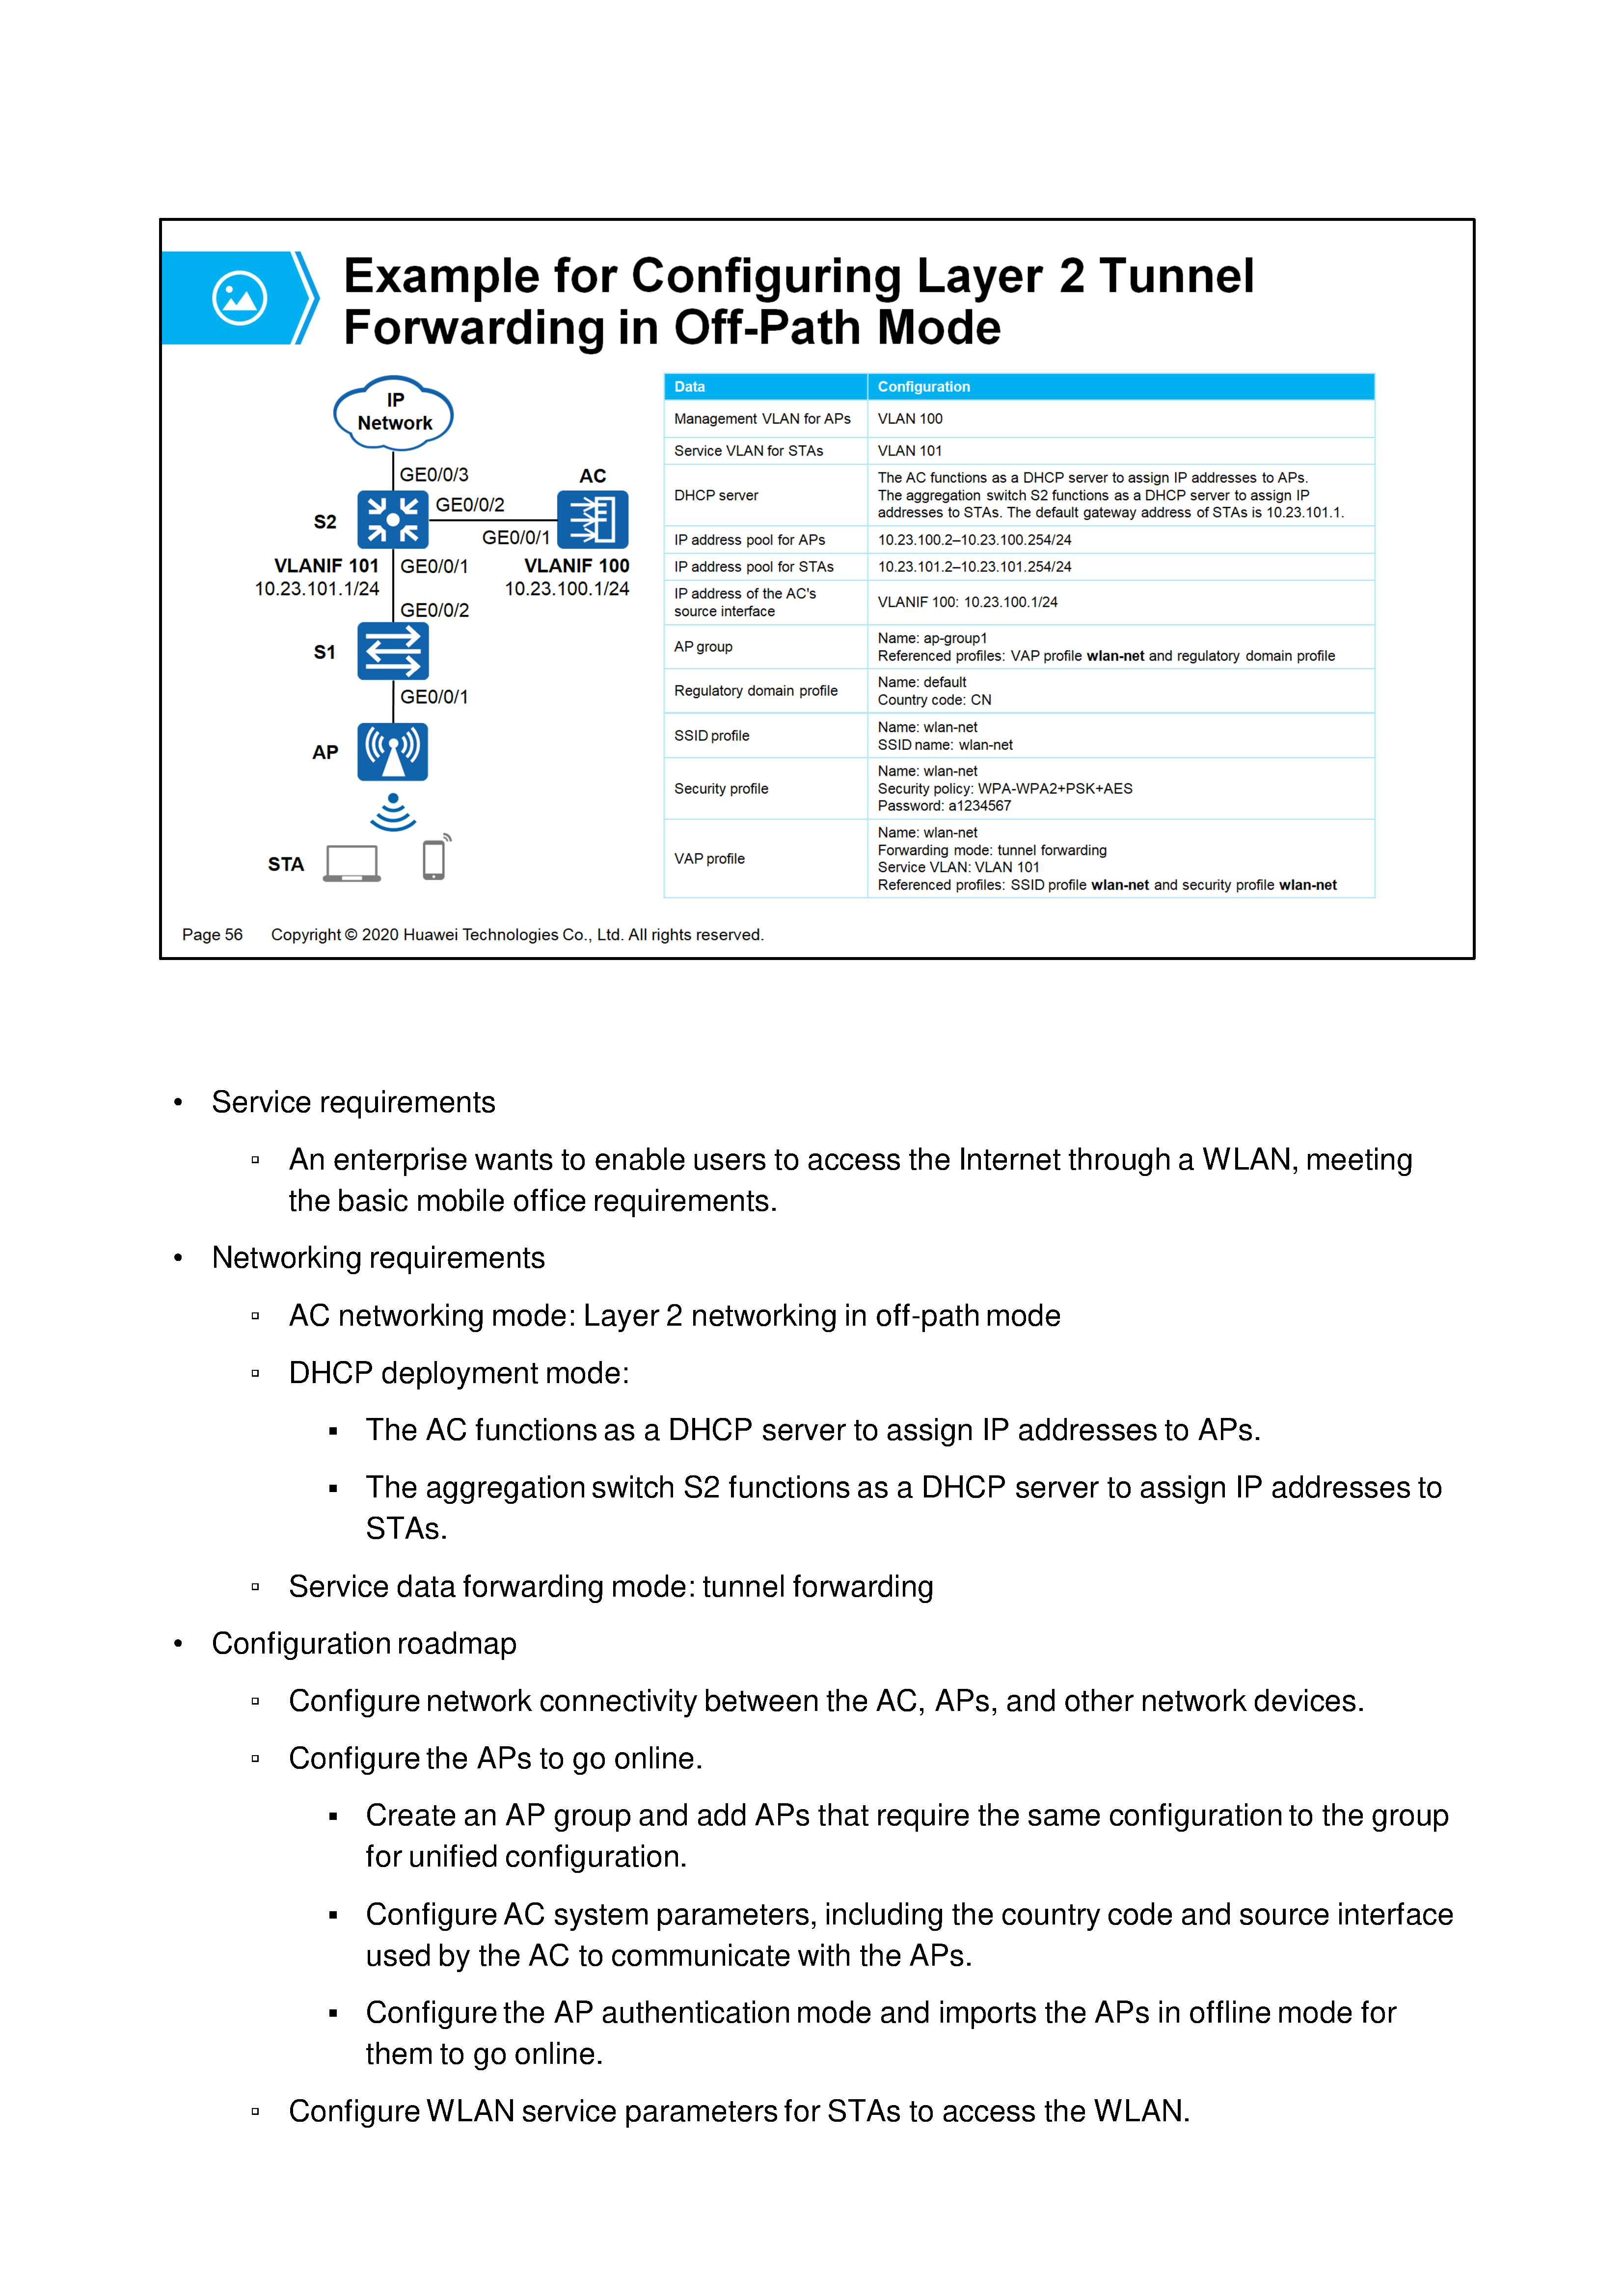 Example for Configuring Layer 2 Tunnel
Forwarding in Off-Path Mode
IP
Network
GE0/0/3
AC
GE0/0/2
S2
GE0/0/1
VLANIF 101
GE0/0/1
VLANIF 100
10.23.101.1/24
10.23.100.1/24
GE0/0/2
S1
GE0/0/1
AP
STA
Data Configuration
Management VLAN for APs VLAN 100
Service VLAN for STAs VLAN 101
DHCP server
The AC functions as a DHCP server to assign IP addresses to APs.
The aggregation switch S2 functions as a DHCP server to assign IP
addresses to STAs. The default gateway address of STAs is 10.23.101.1.
IP address pool for APs 10.23.100.2–10.23.100.254/24
IP address pool for STAs 10.23.101.2–10.23.101.254/24
IP address of the AC's
source interface
VLANIF 100: 10.23.100.1/24
AP group
Name: ap-group1
Referenced profiles: VAP profile wlan-net and regulatory domain profile
Regulatory domain profile
Name: default
Country code: CN
SSID profile
Name: wlan-net
SSID name: wlan-net
Security profile
Name: wlan-net
Security policy: WPA-WPA2+PSK+AES
Password: a1234567
VAP profile
Name: wlan-net
Forwarding mode: tunnel forwarding
Service VLAN: VLAN 101
Referenced profiles: SSID profile wlan-net and security profile wlan-net
Page 56 Copyright © 2020 Huawei Technologies Co., Ltd. All rights reserved.
• Service requirements
▫ An enterprise wants to enable users to access the Internet through a WLAN, meeting
the basic mobile office requirements.
• Networking requirements
▫ AC networking mode: Layer 2 networking in off-path mode
▫ DHCP deployment mode:
▪ The AC functions as a DHCP server to assign IP addresses to APs.
▪ The aggregation switch S2 functions as a DHCP server to assign IP addresses to
STAs.
▫ Service data forwarding mode: tunnel forwarding
• Configuration roadmap
▫ Configure network connectivity between the AC, APs, and other network devices.
▫ Configure the APs to go online.
▪ Create an AP group and add APs that require the same configuration to the group
for unified configuration.
▪ Configure AC system parameters, including the country code and source interface
used by the AC to communicate with the APs.
▪ Configure the AP authentication mode and imports the APs in offline mode for
them to go online.
▫ Configure WLAN service parameters for STAs to access the WLAN.